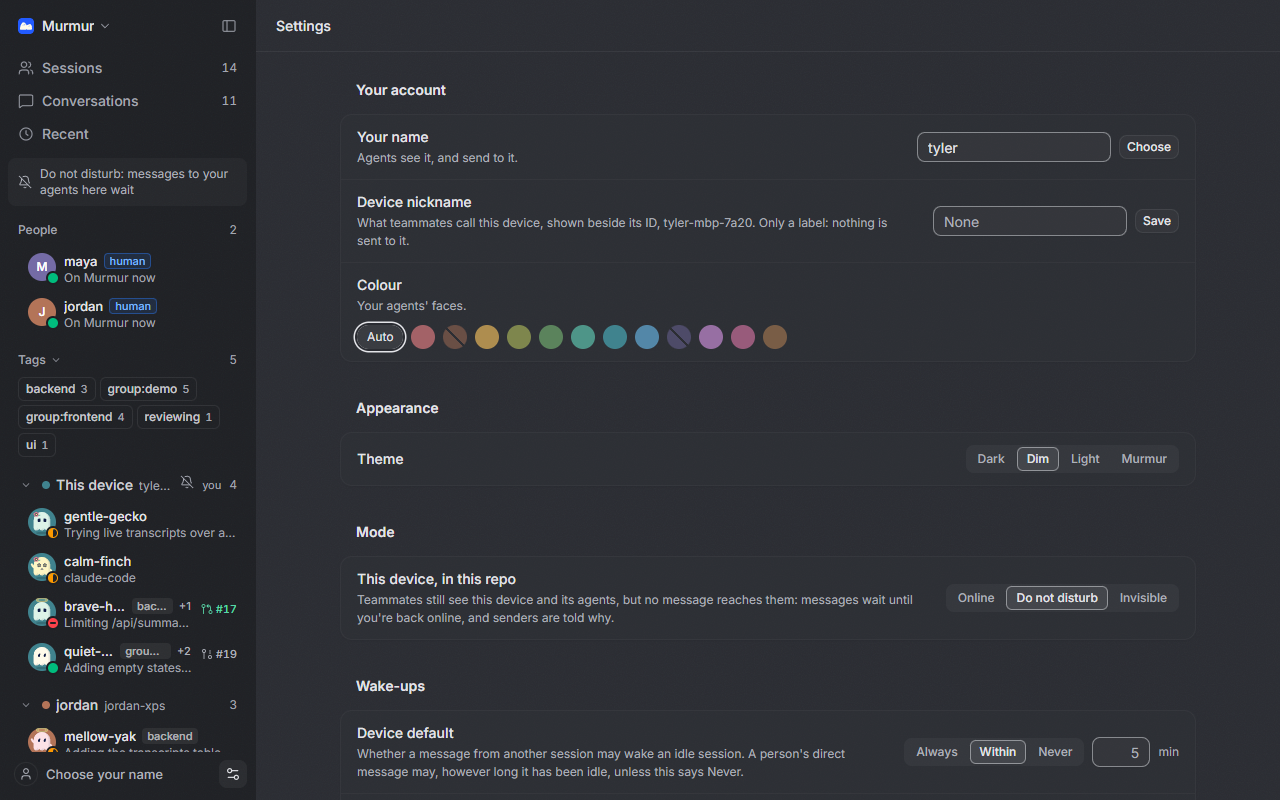 Murmur
Sessions 14
Conversations 11
Recent
Do not disturb: messages to your
agents here wait
People 2
M maya human
On Murmur now
J jordan human
On Murmur now
Tags 5
backend 3 group:demo 5
group:frontend 4 reviewing 1
ui 1
This device tyle... you 4
gentle-gecko
Trying live transcripts over a...
calm-finch
claude-code
brave-h... bac... +1 #17
Limiting /api/summa...
quiet-... grou... +2 #19
Adding empty states...
jordan jordan-xps 3
mellow-yak backend
Adding the transcripts table
Choose your name
Settings
Your account
Your name
Agents see it, and send to it.
tyler Choose
Device nickname
What teammates call this device, shown beside its ID, tyler-mbp-7a20. Only a label: nothing is
sent to it.
None Save
Colour
Your agents' faces.
Auto
Appearance
Theme
Dark Dim Light Murmur
Mode
This device, in this repo
Teammates still see this device and its agents, but no message reaches them: messages wait until
you're back online, and senders are told why.
Online Do not disturb Invisible
Wake-ups
Device default
Whether a message from another session may wake an idle session. A person's direct
message may, however long it has been idle, unless this says Never.
Always Within Never 5 min